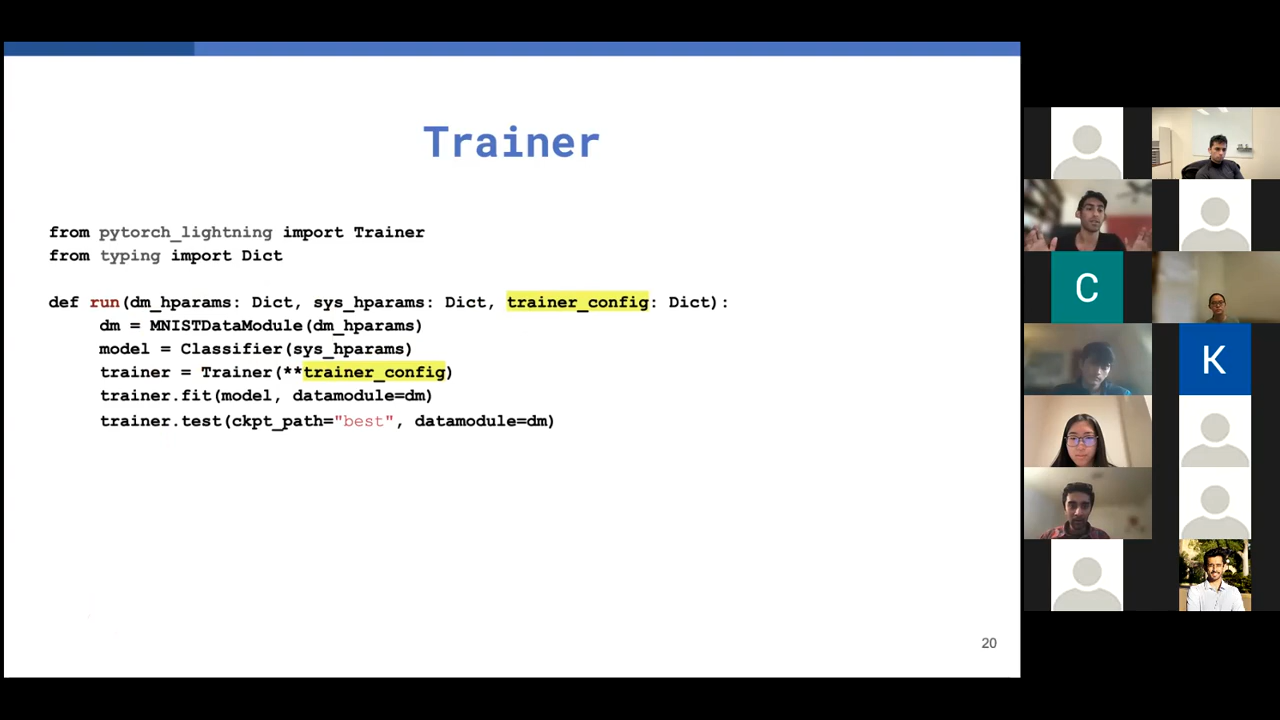 Trainer
from pytorch_lightning import Trainer
from typing import Dict
def run(dm_hparams: Dict, sys_hparams: Dict, trainer_config: Dict):
dm = MNISTDataModule(dm_hparams)
model = Classifier(sys_hparams)
trainer = Trainer(**trainer_config)
trainer.fit(model, datamodule=dm)
trainer.test(ckpt_path="best", datamodule=dm)
20
C
K